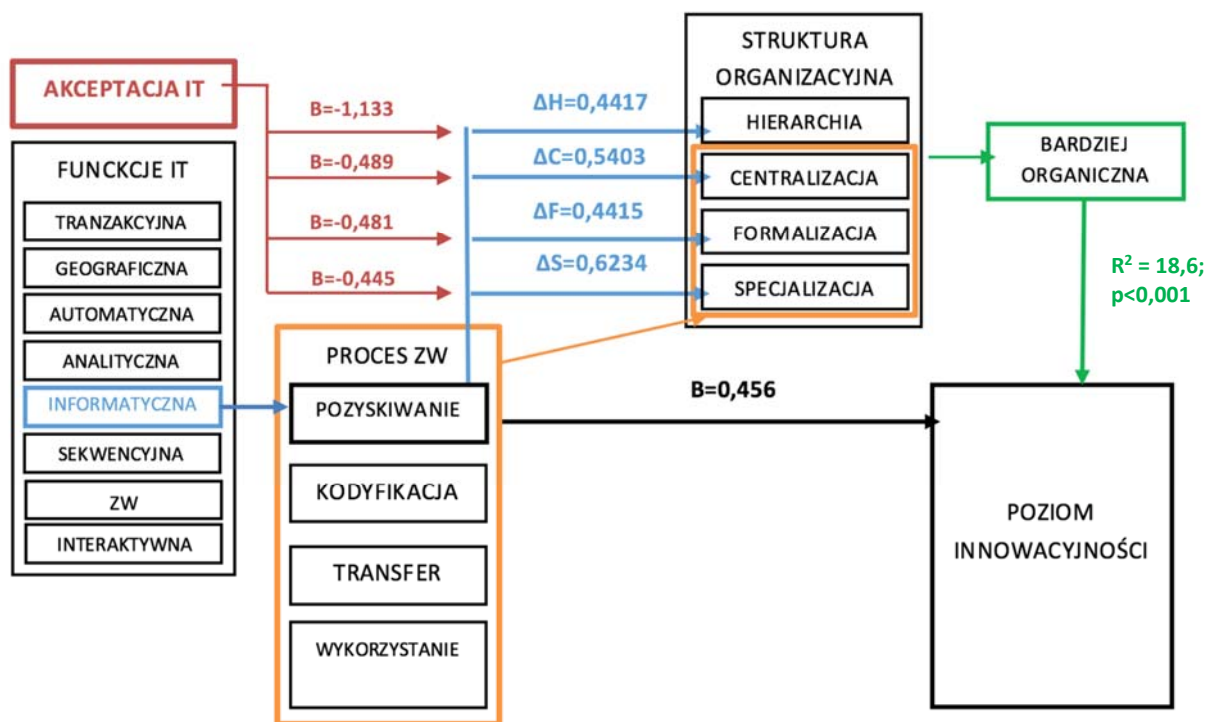 AKCEPTACJA IT
FUNCKCJE IT
TRANZAKCYJNA
GEOGRAFICZNA
AUTOMATYCZNA
ANALITYCZNA
INFORMATYCZNA
SEKWENCYJNA
ZW
INTERAKTYWNA
B=-1,133
B=-0,489
B=-0,481
B=-0,445
PROCES ZW
POZYSKIWANIE
KODYFIKACJA
TRANSFER
WYKORZYSTANIE
ΔH=0,4417
ΔC=0,5403
ΔF=0,4415
ΔS=0,6234
STRUKTURA
ORGANIZACYJNA
HIERARCHIA
CENTRALIZACJA
FORMALIZACJA
SPECJALIZACJA
B=0,456
BARDZIEJ
ORGANICZNA
R² = 18,6;
p<0,001
POZIOM
INNOWACYJNOŚCI